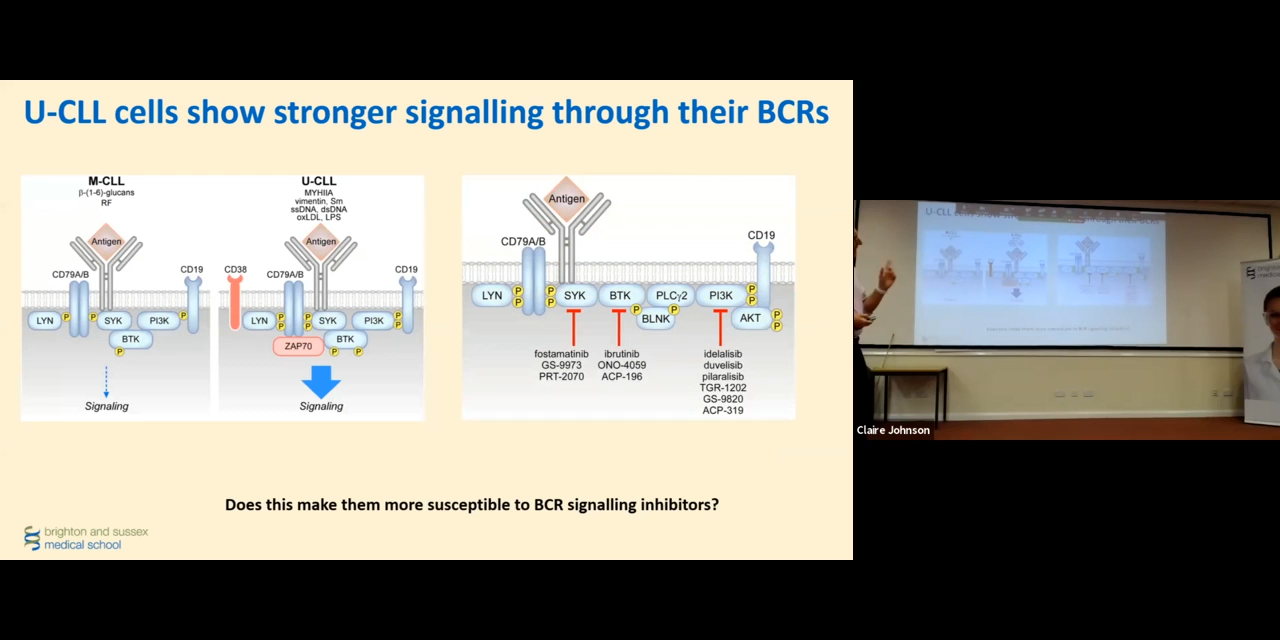 U-CLL cells show stronger signalling through their BCRs
M-CLL
β-(1-6)-glucans
RF
Antigen
CD79A/B
CD19
LYN
P
P
SYK
PI3K
P
BTK
P
Signaling
U-CLL
MYHIIA
vimentin, Sm
ssDNA, dsDNA
oxLDL, LPS
Antigen
CD38
CD79A/B
CD19
LYN
P
P
P
P
SYK
PI3K
P
P
ZAP70
BTK
P
P
Signaling
Antigen
CD79A/B
CD19
LYN
P
P
P
P
SYK
BTK
PLCγ2
PI3K
P
P
P
P
BLNK
AKT
P
P
fostamatinib
GS-9973
PRT-2070
ibrutinib
ONO-4059
ACP-196
idelalisib
duvelisib
pilaralisib
TGR-1202
GS-9820
ACP-319
Does this make them more susceptible to BCR signalling inhibitors?
brighton and sussex
medical school
Claire Johnson